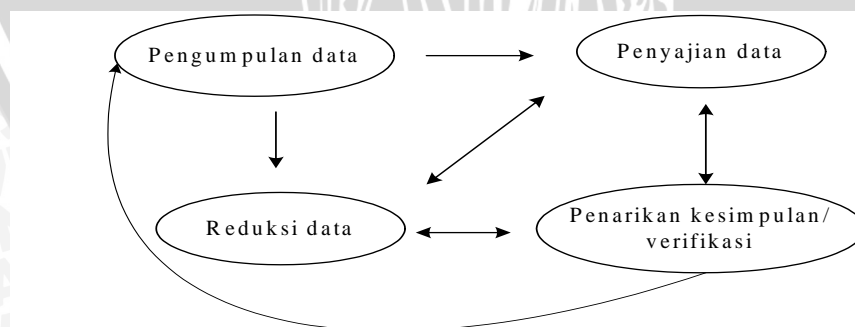 Pengumpulan data
Penyajian data
Reduksi data
Penarikan kesimpulan/
verifikasi